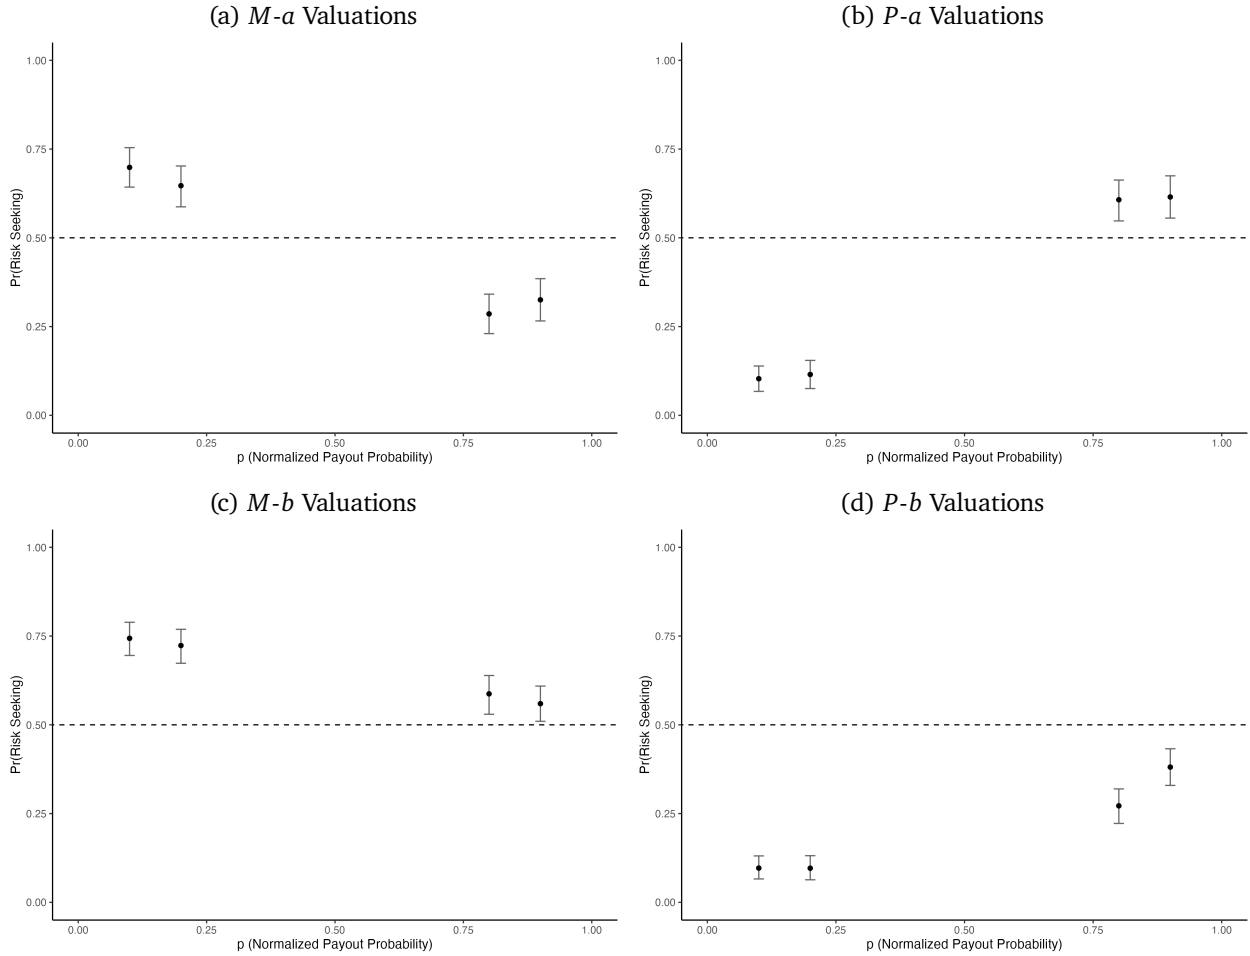 (a) M-a Valuations
1.00
0.75
0.50
0.25
0.00
Pr(Risk Seeking)
0.00 0.25 0.50 0.75 1.00
p (Normalized Payout Probability)
(b) P-a Valuations
1.00
0.75
0.50
0.25
0.00
Pr(Risk Seeking)
0.00 0.25 0.50 0.75 1.00
p (Normalized Payout Probability)
(c) M-b Valuations
1.00
0.75
0.50
0.25
0.00
Pr(Risk Seeking)
0.00 0.25 0.50 0.75 1.00
p (Normalized Payout Probability)
(d) P-b Valuations
1.00
0.75
0.50
0.25
0.00
Pr(Risk Seeking)
0.00 0.25 0.50 0.75 1.00
p (Normalized Payout Probability)